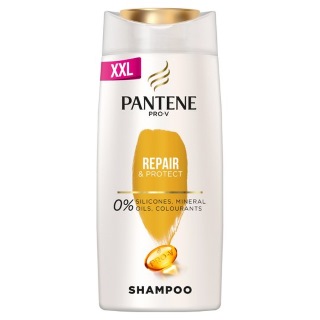 XXL
PANTENE
PRO-V
REPAIR
& PROTECT
0% SILICONES, MINERAL
OILS, COLOURANTS
SHAMPOO